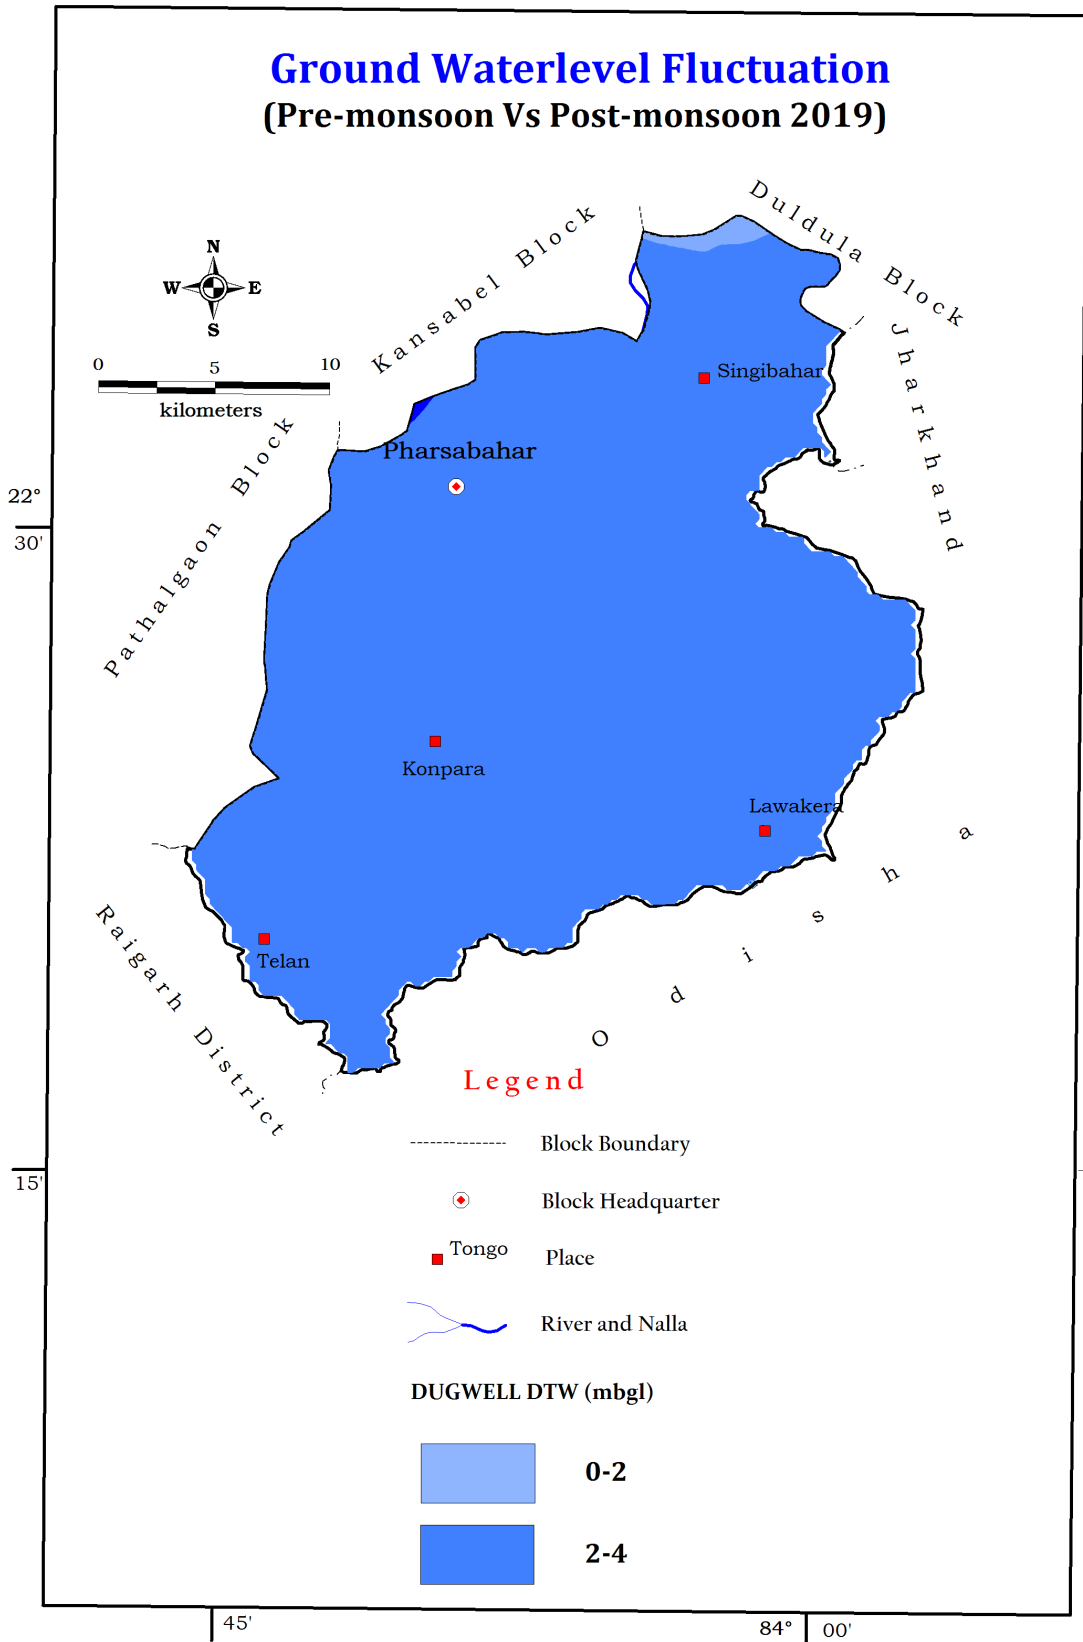 Ground Waterlevel Fluctuation
(Pre-monsoon Vs Post-monsoon 2019)
Duldula Block
Kansabel Block
N
W E
S
0 5 10
kilometers
Jharkhand
Singibahar
Pathalgaon Block
Pharsabahar
22°
30'
Konpara
Lawakera
Odisha
Raigarh District
Telan
Legend
Block Boundary
15'
Block Headquarter
Tongo Place
River and Nalla
DUGWELL DTW (mbgl)
0-2
2-4
45' 84° 00'